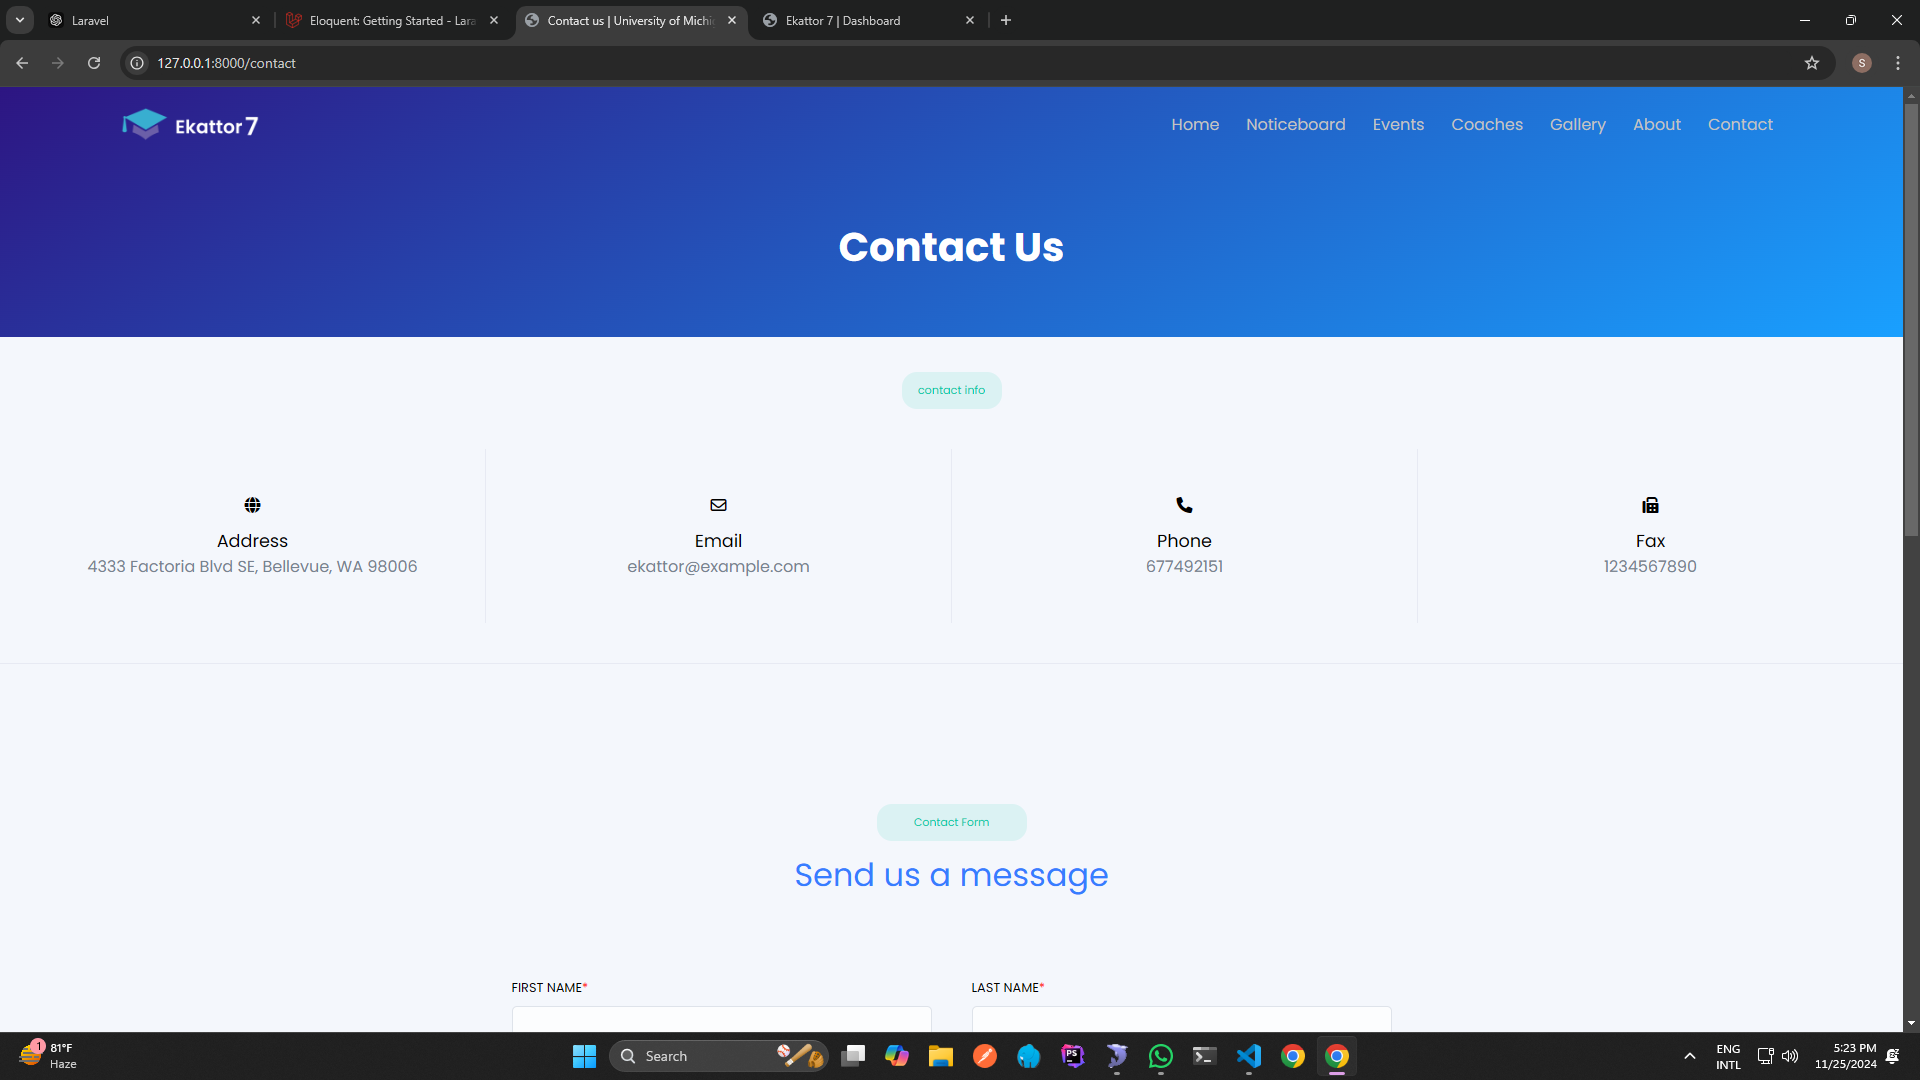 Laravel
Eloquent: Getting Started - Lara
Contact us | University of Michi
Ekattor 7 | Dashboard
127.0.0.1:8000/contact
S
Ekattor 7
Home Noticeboard Events Coaches Gallery About Contact
Contact Us
contact info
Address
4333 Factoria Blvd SE, Bellevue, WA 98006
Email
ekattor@example.com
Phone
677492151
Fax
1234567890
Contact Form
Send us a message
FIRST NAME*
LAST NAME*
1
81°F
Haze
Search
PS
ENG
INTL
5:23 PM
11/25/2024